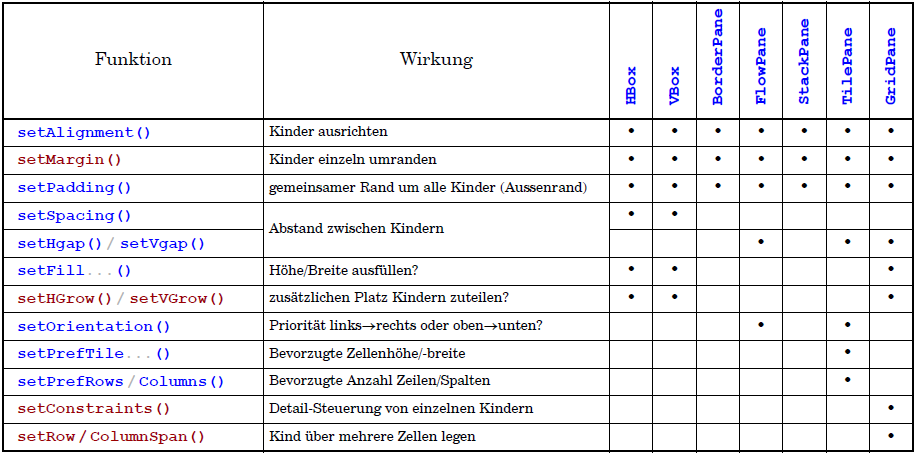 Funktion Wirkung HBox VBox BorderPane FlowPane StackPane TilePane GridPane
setAlignment() Kinder ausrichten • • • • • • •
setMargin() Kinder einzeln umranden • • • • • • •
setPadding() gemeinsamer Rand um alle Kinder (Aussenrand) • • • • • • •
setSpacing() • •
Abstand zwischen Kindern
setHgap() / setVgap() • • •
setFill...() Höhe/Breite ausfüllen? • • •
setHGrow() / setVGrow() zusätzlichen Platz Kindern zuteilen? • • •
setOrientation() Priorität links→rechts oder oben→unten? • •
setPrefTile...() Bevorzugte Zellenhöhe/-breite •
setPrefRows / Columns() Bevorzugte Anzahl Zeilen/Spalten •
setConstraints() Detail-Steuerung von einzelnen Kindern •
setRow / ColumnSpan() Kind über mehrere Zellen legen •